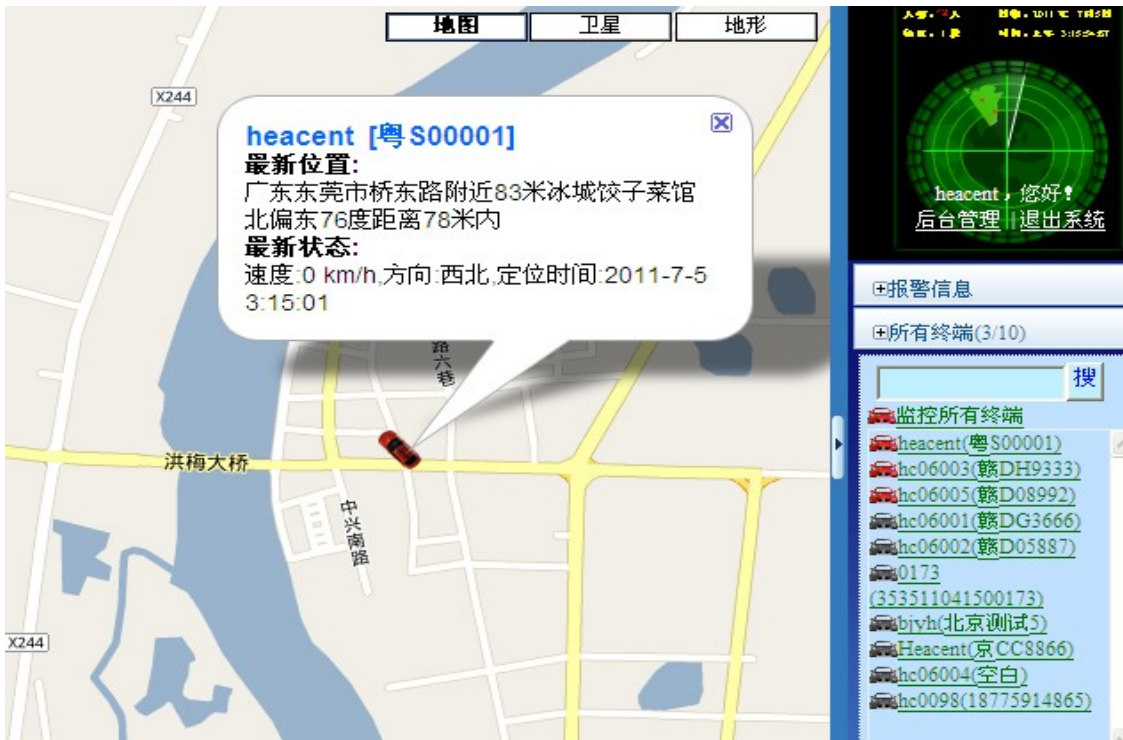 地图
卫星
地形
X244
heacent [粤S00001]
最新位置:
广东东莞市桥东路附近83米冰城饺子菜馆
北偏东76度距离78米内
最新状态:
速度:0 km/h,方向:西北,定位时间:2011-7-5
3:15:01
路六巷
洪梅大桥
中兴南路
X244
heacent，您好!
后台管理 || 退出系统
报警信息
所有终端(3/10)
搜
监控所有终端
heacent(粤S00001)
hc06003(赣DH9333)
hc06005(赣D08992)
hc06001(赣DG3666)
hc06002(赣D05887)
0173
(353511041500173)
bjyh(北京测试5)
Heacent(京CC8866)
hc06004(空白)
hc0098(18775914865)